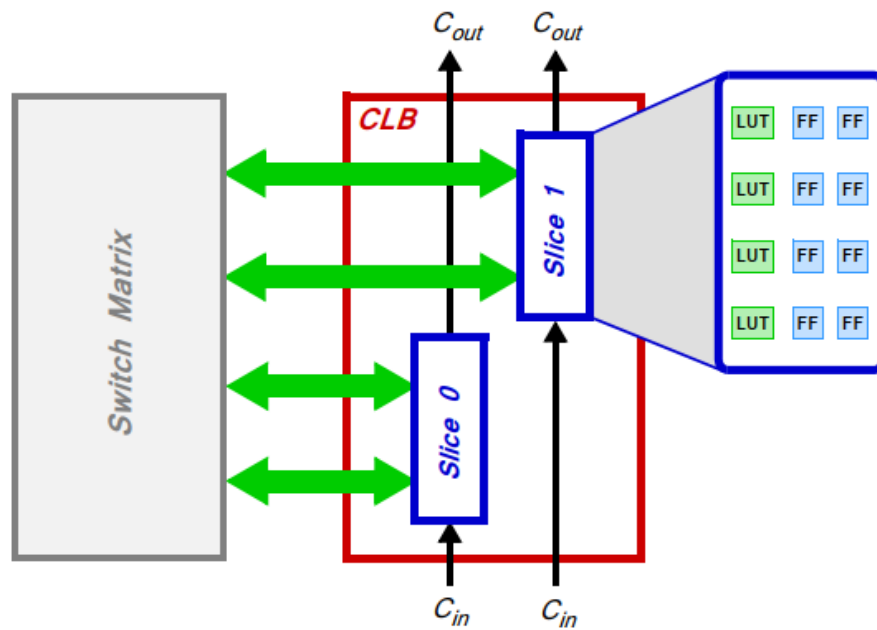 Cout Cout
CLB
Switch Matrix
Slice 0
Slice 1
LUT FF FF
LUT FF FF
LUT FF FF
LUT FF FF
Cin Cin